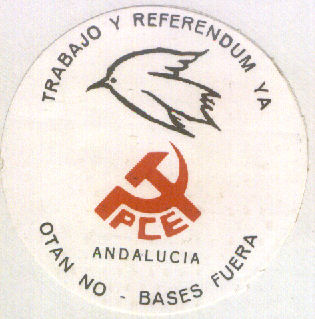 TRABAJO Y REFERENDUM YA
PCE
ANDALUCIA
OTAN NO - BASES FUERA